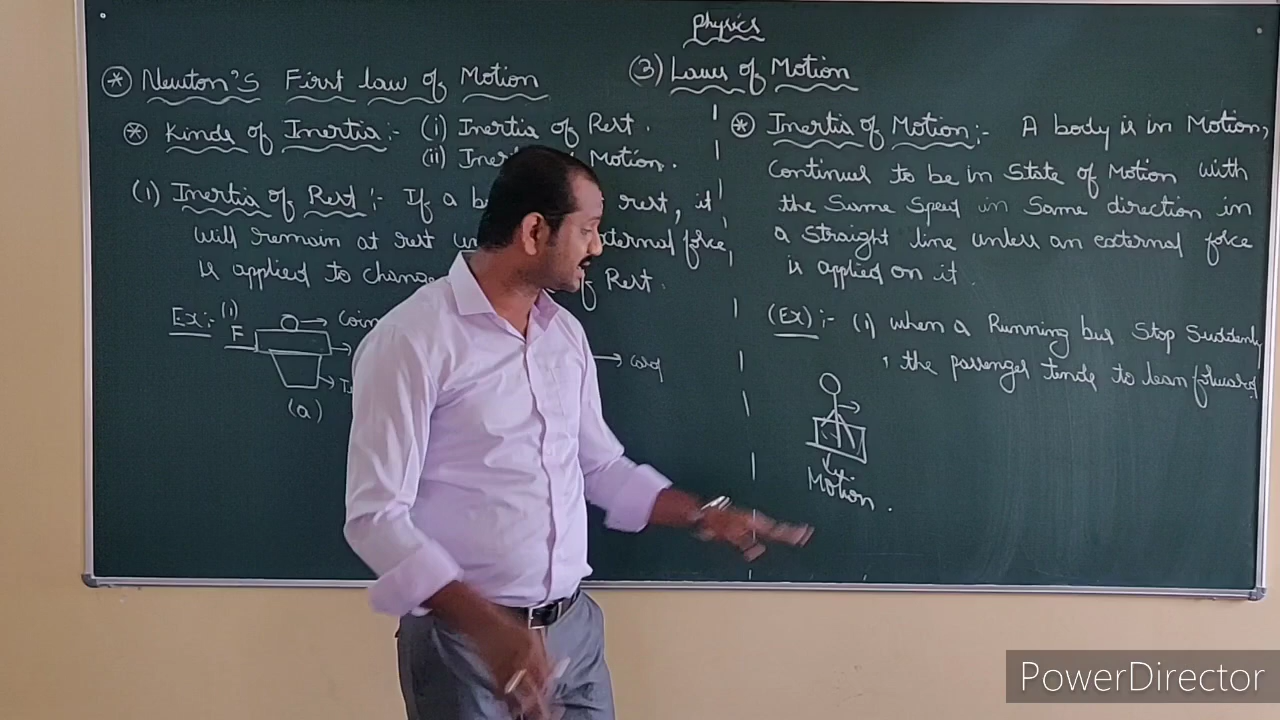 Physics
(3) Laws of Motion
* Newton's First law of Motion
* Kinds of Inertia:- (i) Inertia of Rest.
(ii) Motion.
(1) Inertia of Rest:- If a rest, it
will remain at rest force
is applied to of Rest.
Ex:- (1)
F
Coin
(a)
* Inertia of Motion:- A body is in Motion,
Continues to be in State of Motion with
the Same Speed in Same direction in
a Straight line unless an external force
is applied on it.
(Ex):- (1) when a Running bus Stop Suddenly
, the passenger tends to lean forward.
Motion.
PowerDirector